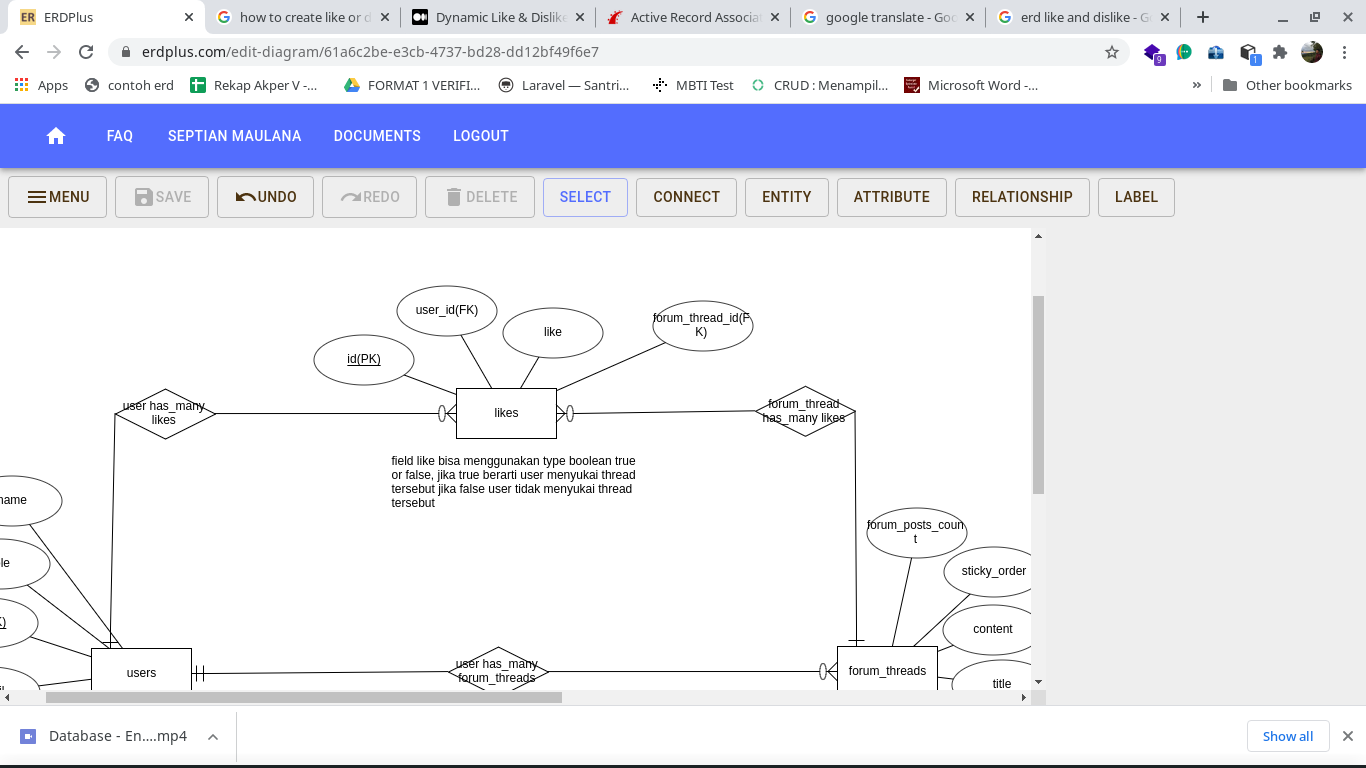 ERDPlus
how to create like or d
Dynamic Like & Dislike
Active Record Associat
google translate - Goo
erd like and dislike - G
erdplus.com/edit-diagram/61a6c2be-e3cb-4737-bd28-dd12bf49f6e7
9
1
Apps
contoh erd
Rekap Akper V -...
FORMAT 1 VERIFI...
Laravel — Santri...
MBTI Test
CRUD : Menampil...
Microsoft Word -...
»
Other bookmarks
FAQ
SEPTIAN MAULANA
DOCUMENTS
LOGOUT
MENU
SAVE
UNDO
REDO
DELETE
SELECT
CONNECT
ENTITY
ATTRIBUTE
RELATIONSHIP
LABEL
user_id(FK)
like
forum_thread_id(F
K)
id(PK)
user has_many
likes
likes
forum_thread
has_many likes
field like bisa menggunakan type boolean true
or false, jika true berarti user menyukai thread
tersebut jika false user tidak menyukai thread
tersebut
name
forum_posts_coun
t
le
sticky_order
content
users
user has_many
forum_threads
forum_threads
title
Database - En....mp4
Show all